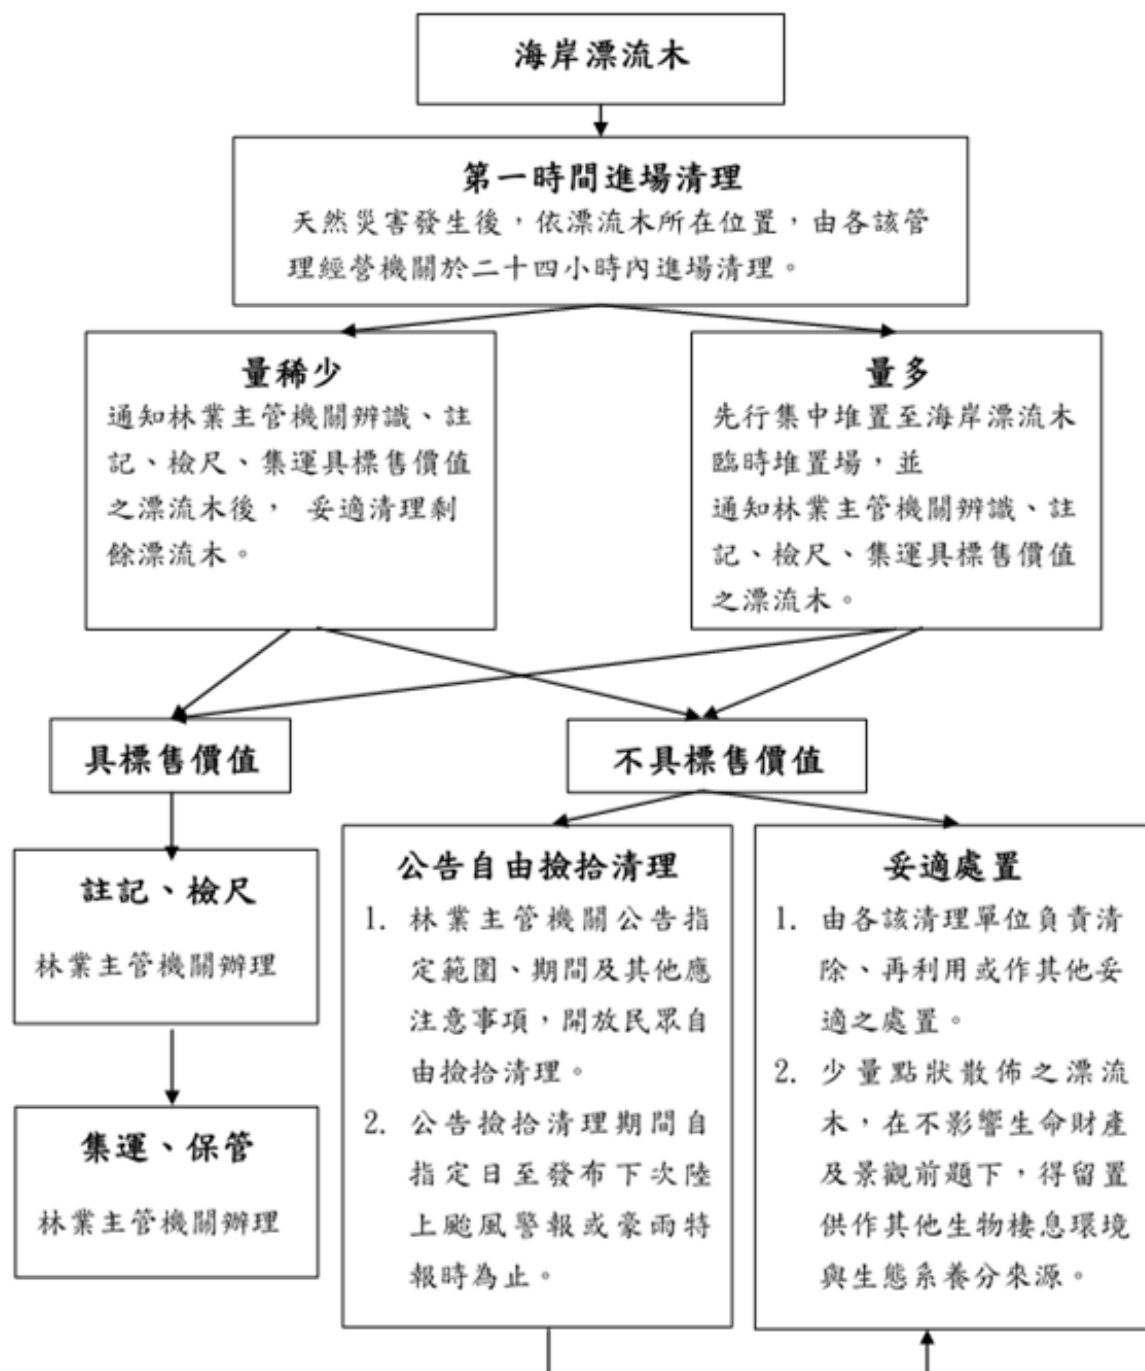 海岸漂流木
第一時間進場清理
天然災害發生後，依漂流木所在位置，由各該管
理經營機關於二十四小時內進場清理。
量稀少
通知林業主管機關辨識、註
記、檢尺、集運具標售價值
之漂流木後， 妥適清理剩
餘漂流木。
量多
先行集中堆置至海岸漂流木
臨時堆置場，並
通知林業主管機關辨識、註
記、檢尺、集運具標售價值
之漂流木。
具標售價值
不具標售價值
註記、檢尺
林業主管機關辦理
集運、保管
林業主管機關辦理
公告自由撿拾清理
1. 林業主管機關公告指
定範圍、期間及其他應
注意事項，開放民眾自
由撿拾清理。
2. 公告撿拾清理期間自
指定日至發布下次陸
上颱風警報或豪雨特
報時為止。
妥適處置
1. 由各該清理單位負責清
除、再利用或作其他妥
適之處置。
2. 少量點狀散佈之漂流
木，在不影響生命財產
及景觀前題下，得留置
供作其他生物棲息環境
與生態系養分來源。